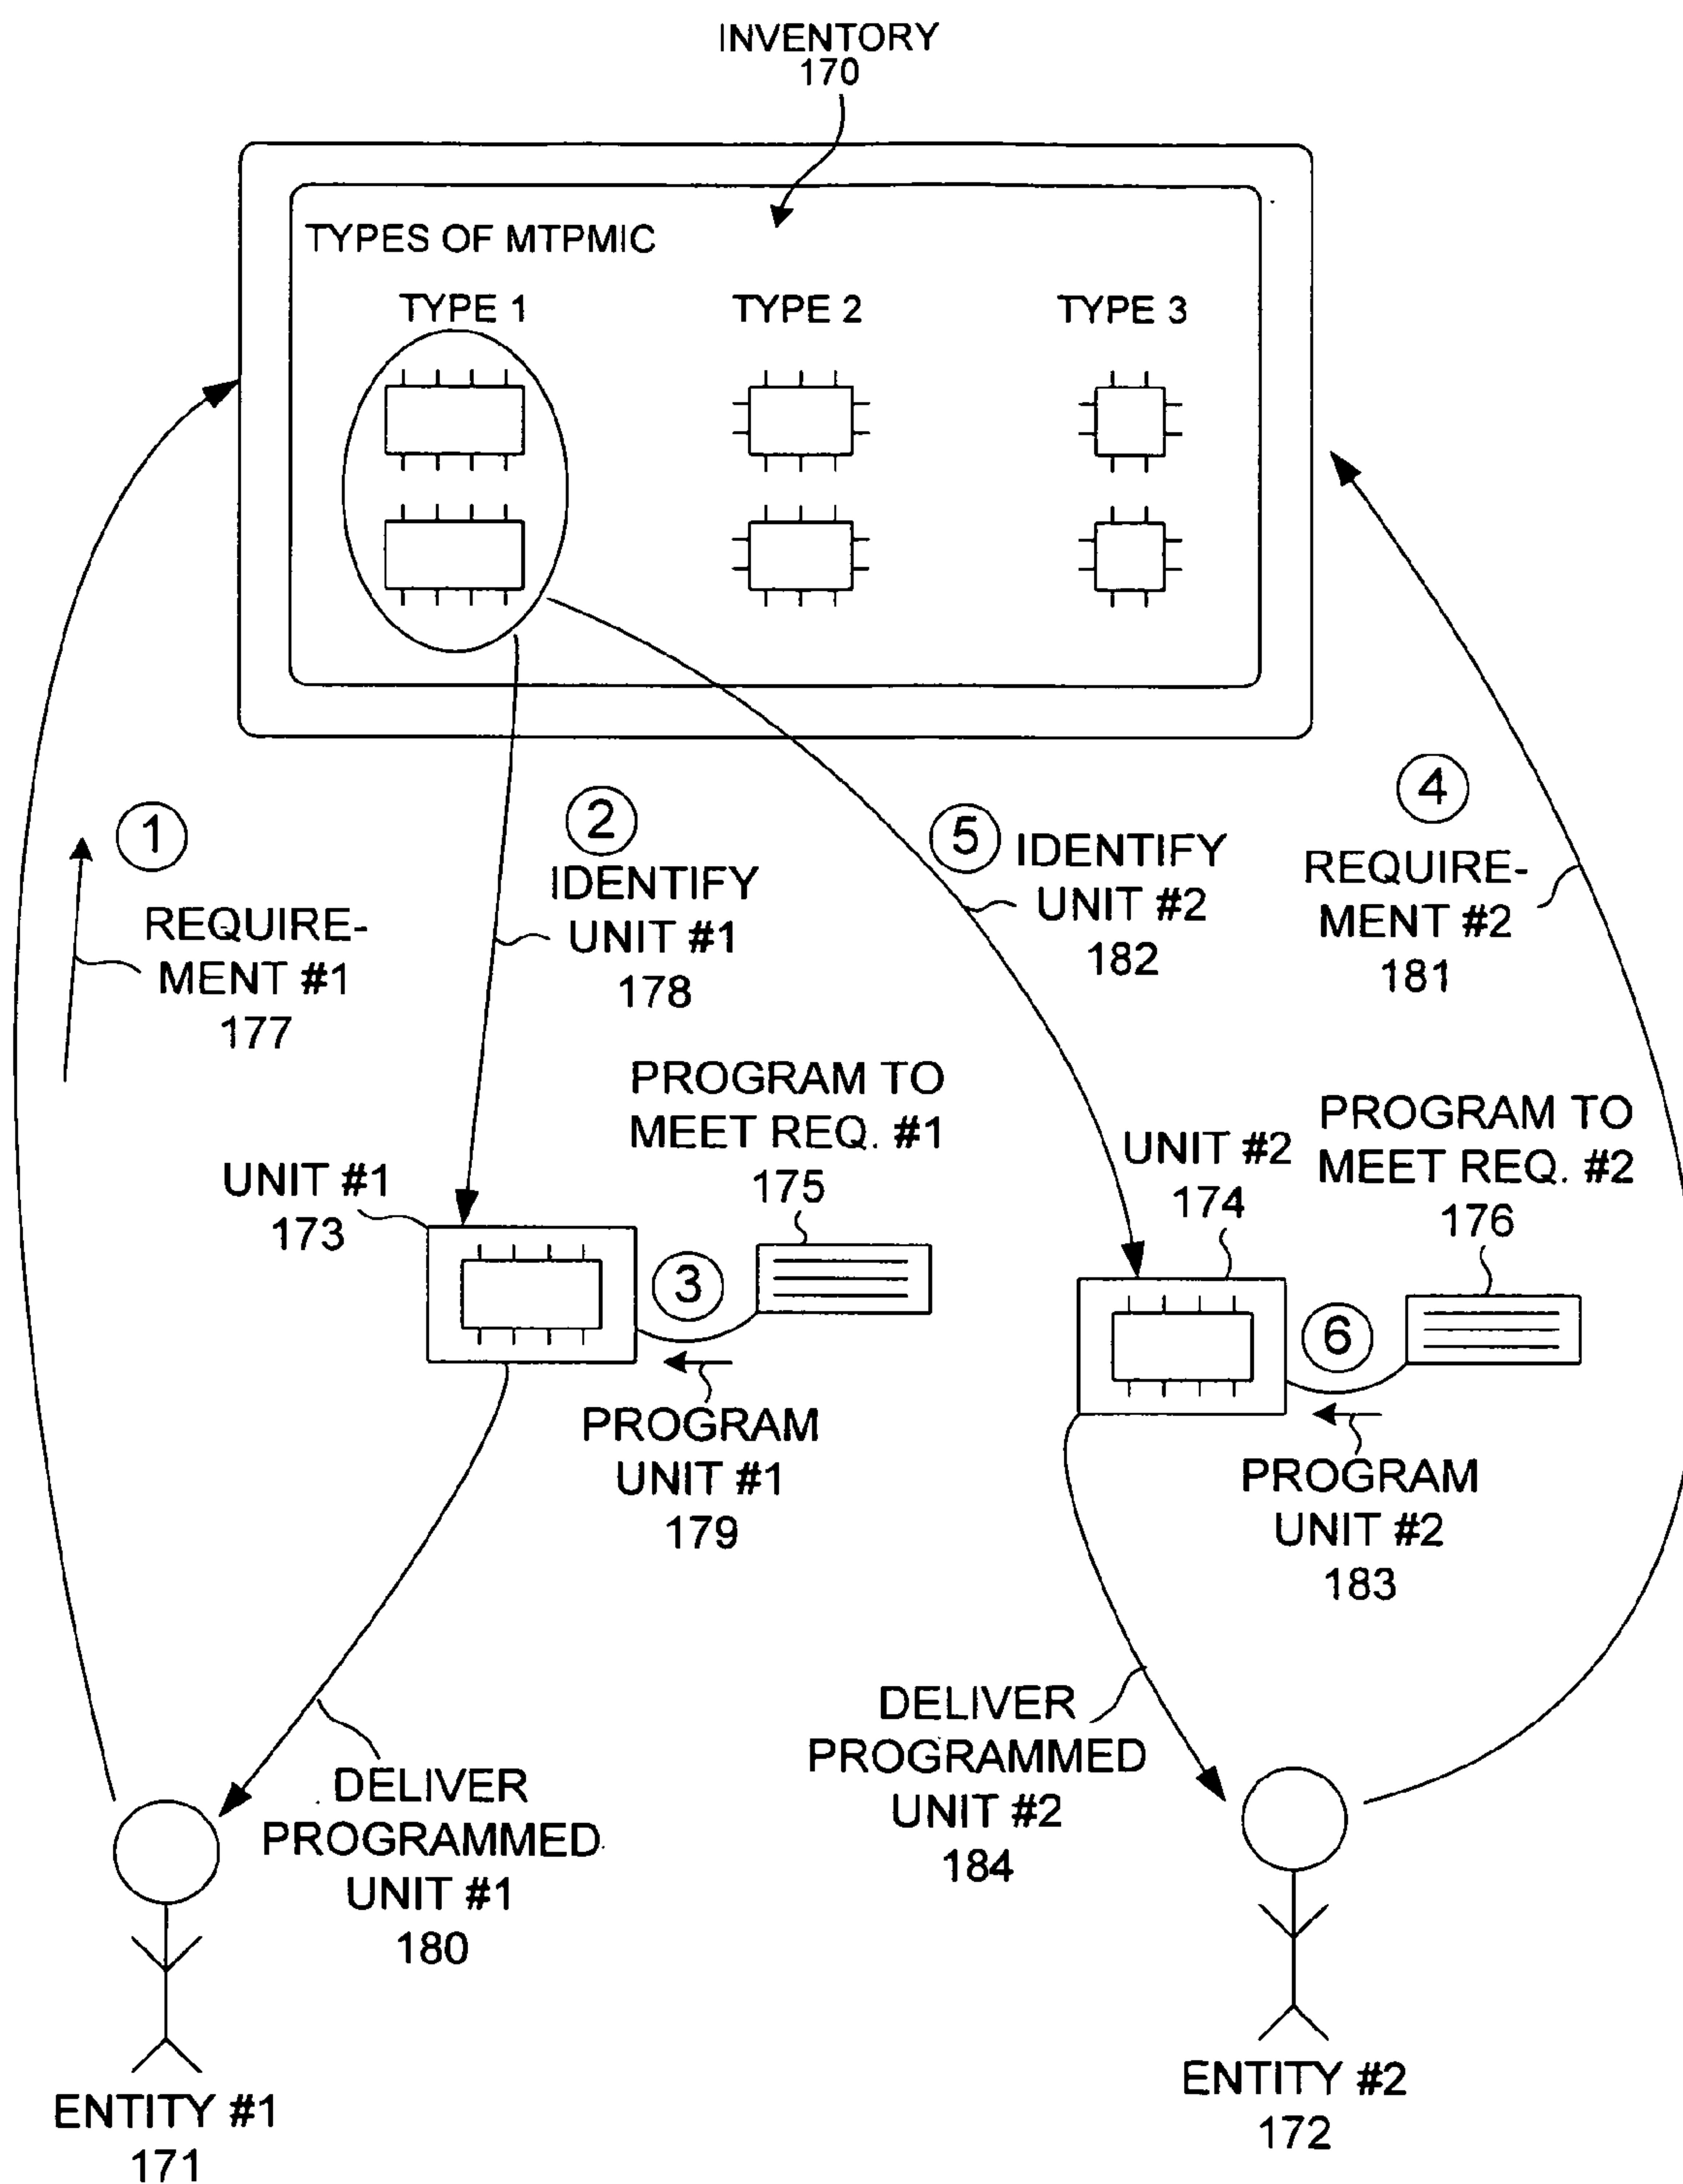 INVENTORY
170
TYPES OF MTPMIC
TYPE 1
TYPE 2
TYPE 3
1
REQUIRE-
MENT #1
177
2
IDENTIFY
UNIT #1
178
5
IDENTIFY
UNIT #2
182
4
REQUIRE-
MENT #2
181
UNIT #1
173
PROGRAM TO
MEET REQ. #1
175
3
PROGRAM
UNIT #1
179
UNIT #2
174
PROGRAM TO
MEET REQ. #2
176
6
PROGRAM
UNIT #2
183
DELIVER
PROGRAMMED
UNIT #1
180
DELIVER
PROGRAMMED
UNIT #2
184
ENTITY #1
171
ENTITY #2
172